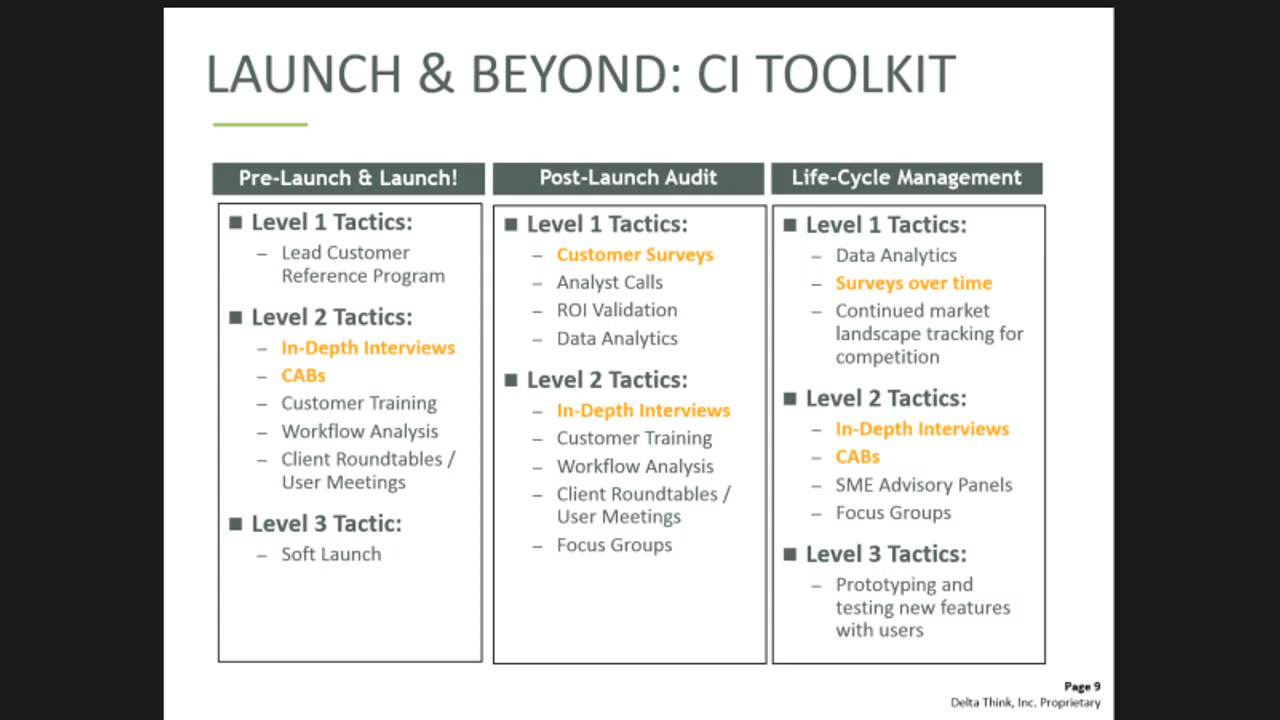 LAUNCH & BEYOND: CI TOOLKIT
Pre-Launch & Launch!
■ Level 1 Tactics:
– Lead Customer
Reference Program
■ Level 2 Tactics:
– In-Depth Interviews
– CABs
– Customer Training
– Workflow Analysis
– Client Roundtables /
User Meetings
■ Level 3 Tactic:
– Soft Launch
Post-Launch Audit
■ Level 1 Tactics:
– Customer Surveys
– Analyst Calls
– ROI Validation
– Data Analytics
■ Level 2 Tactics:
– In-Depth Interviews
– Customer Training
– Workflow Analysis
– Client Roundtables /
User Meetings
– Focus Groups
Life-Cycle Management
■ Level 1 Tactics:
– Data Analytics
– Surveys over time
– Continued market
landscape tracking for
competition
■ Level 2 Tactics:
– In-Depth Interviews
– CABs
– SME Advisory Panels
– Focus Groups
■ Level 3 Tactics:
– Prototyping and
testing new features
with users
Page 9
Delta Think, Inc. Proprietary